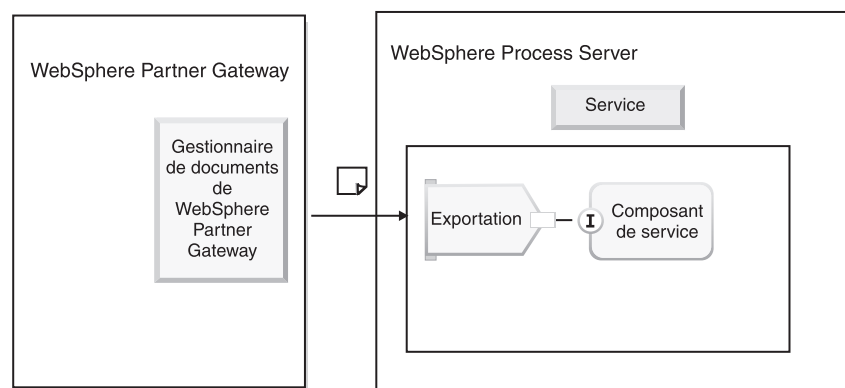 WebSphere Partner Gateway
Gestionnaire
de documents
de
WebSphere
Partner
Gateway
WebSphere Process Server
Service
Exportation
I
Composant
de service